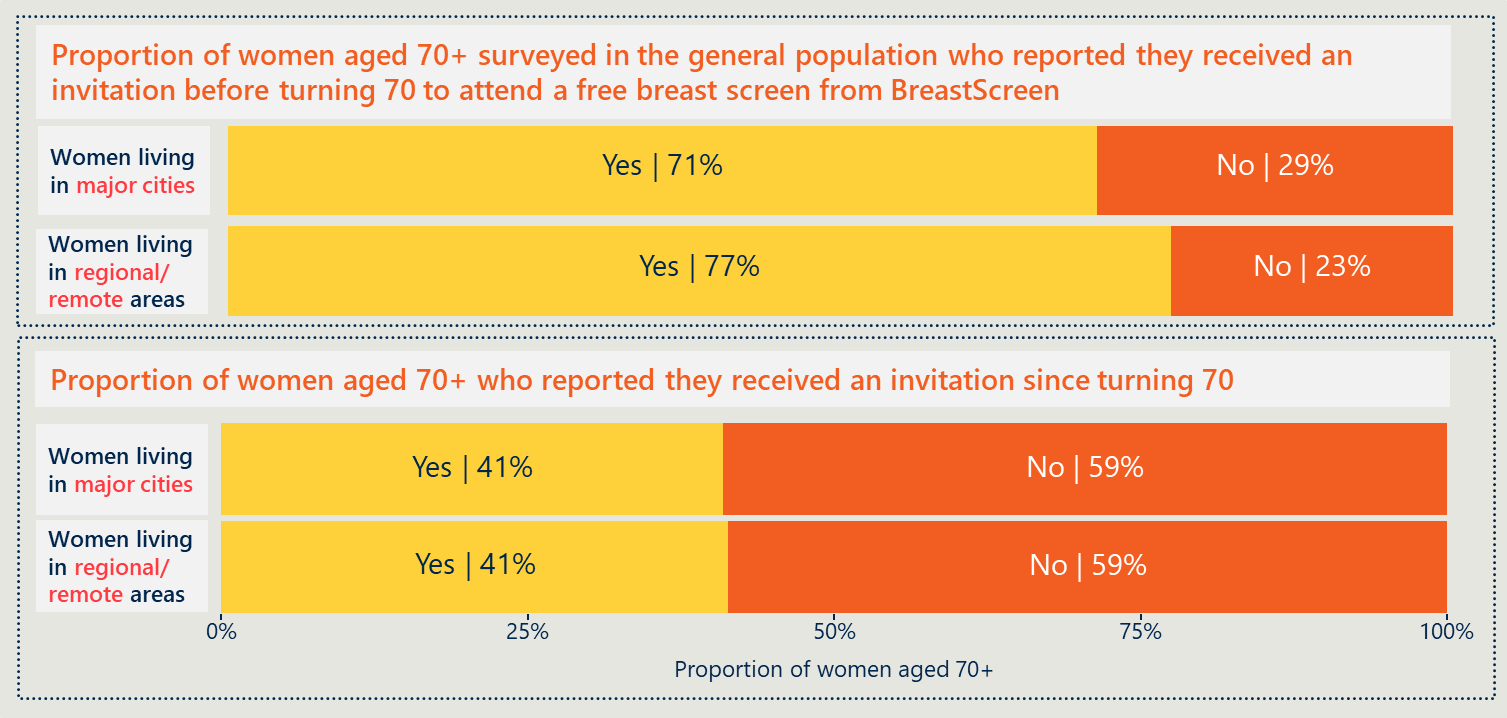 Proportion of women aged 70+ surveyed in the general population who reported they received an
invitation before turning 70 to attend a free breast screen from BreastScreen
Women living
in major cities
Yes | 71%
No | 29%
Women living
in regional/
remote areas
Yes | 77%
No | 23%
Proportion of women aged 70+ who reported they received an invitation since turning 70
Women living
in major cities
Yes | 41%
No | 59%
Women living
in regional/
remote areas
Yes | 41%
No | 59%
0%
25%
50%
75%
100%
Proportion of women aged 70+